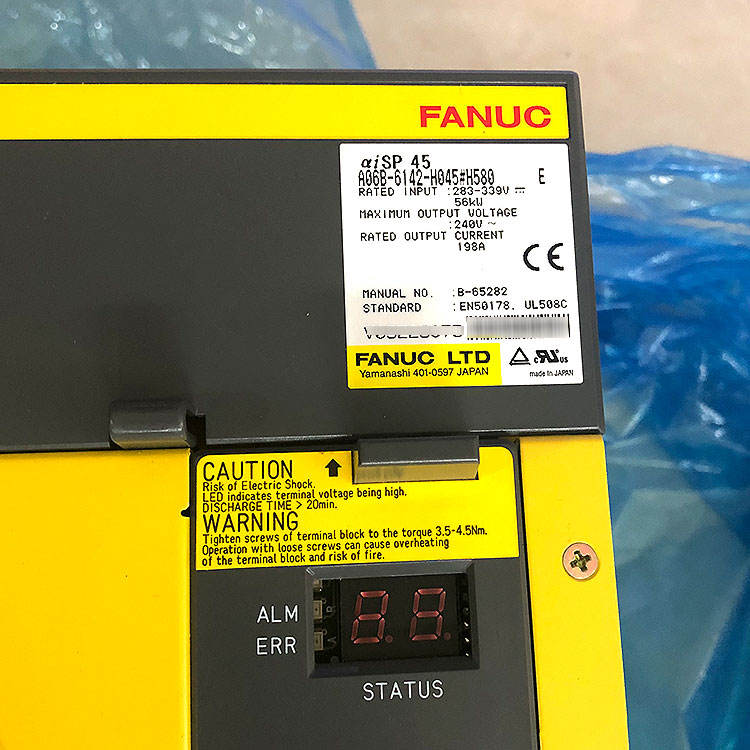 FANUC
αiSP 45
A06B-6142-H045#H580 E
RATED INPUT :283-339V ⎓
56kW
MAXIMUM OUTPUT VOLTAGE
:240V ~
RATED OUTPUT CURRENT
198A
CE
MANUAL NO. :B-65282
STANDARD :EN50178, UL508C
FANUC LTD
Yamanashi 401-0597 JAPAN
c UR US
made in JAPAN
CAUTION
Risk of Electric Shock.
LED indicates terminal voltage being high.
DISCHARGE TIME > 20min.
WARNING
Tighten screws of terminal block to the torque 3.5-4.5Nm.
Operation with loose screws can cause overheating
of the terminal block and risk of fire.
ALM
ERR
STATUS